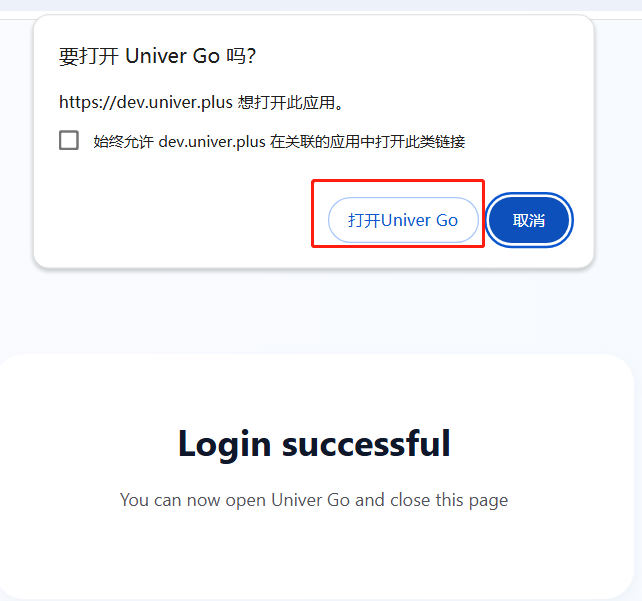 要打开 Univer Go 吗？
https://dev.univer.plus 想打开此应用。
始终允许 dev.univer.plus 在关联的应用中打开此类链接
打开Univer Go
取消
Login successful
You can now open Univer Go and close this page